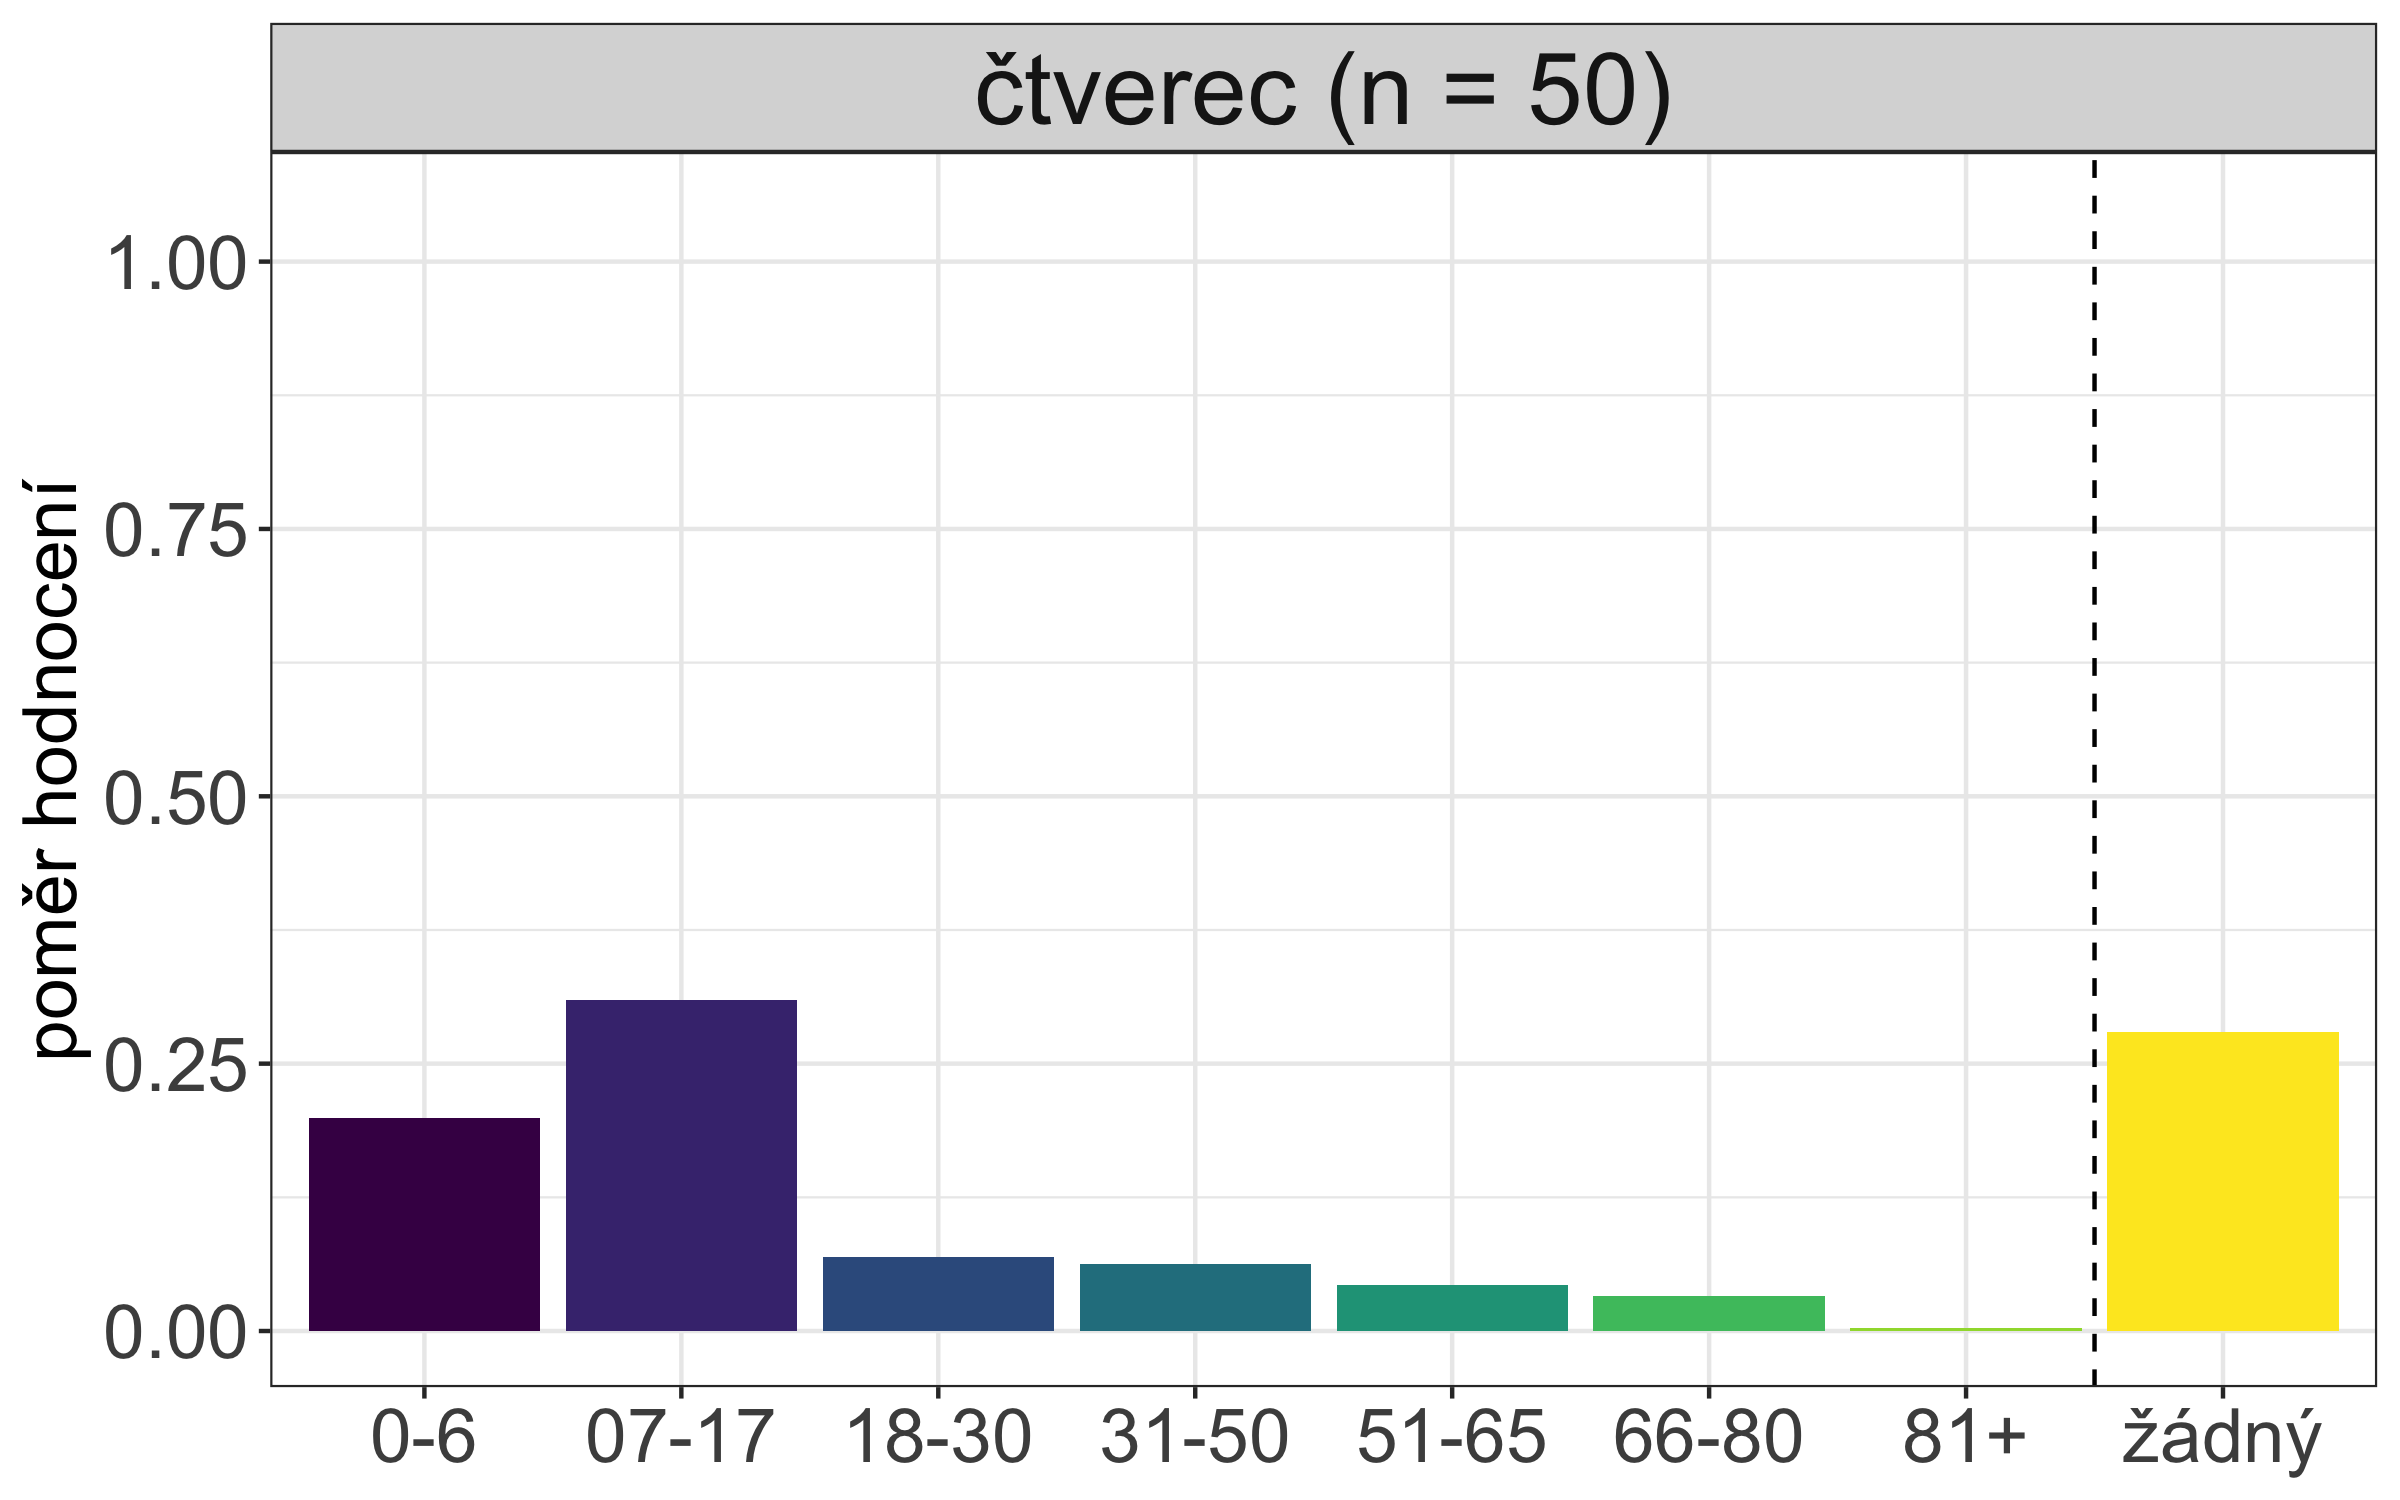 čtverec (n = 50)
poměr hodnocení
1.00
0.75
0.50
0.25
0.00
0-6 07-17 18-30 31-50 51-65 66-80 81+ žádný